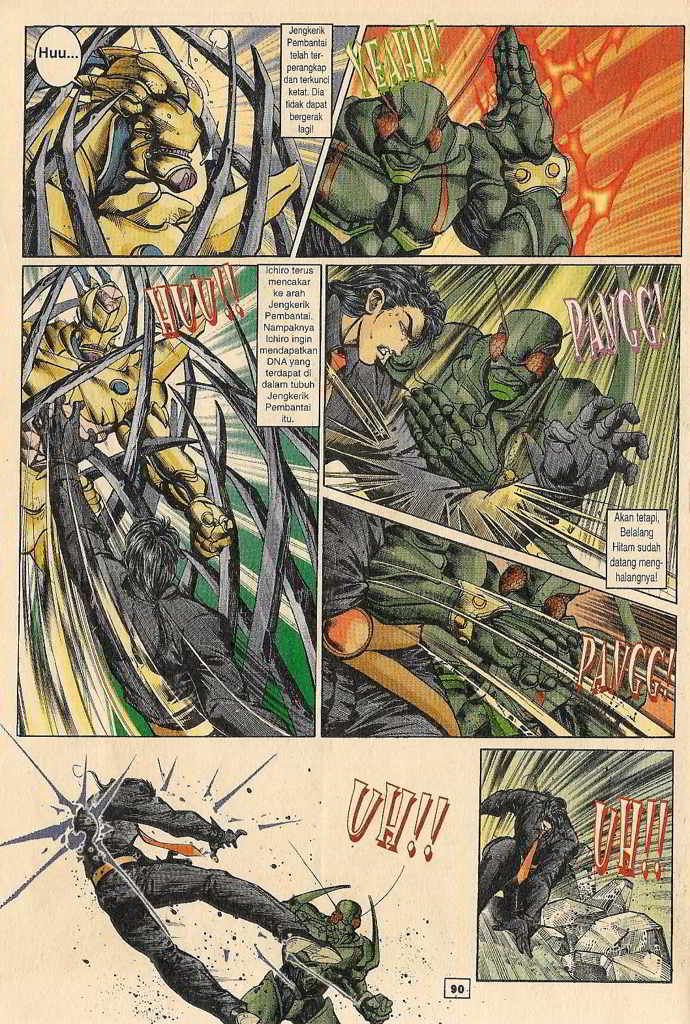 Huu...
Jengkerik
Pembantai
telah ter-
perangkap
dan terkunci
ketat. Dia
tidak dapat
bergerak
lagi!
YEAHH!
HUU!!
Ichiro terus
mencakar
ke arah
Jengkerik
Pembantai.
Nampaknya
Ichiro ingin
mendapatkan
DNA yang
terdapat di
dalam tubuh
Jengkerik
Pembantai
itu.
PANGG!
Akan tetapi,
Belalang
Hitam sudah
datang meng-
halangnya!
PANGG!
UH!!
UH!!
90